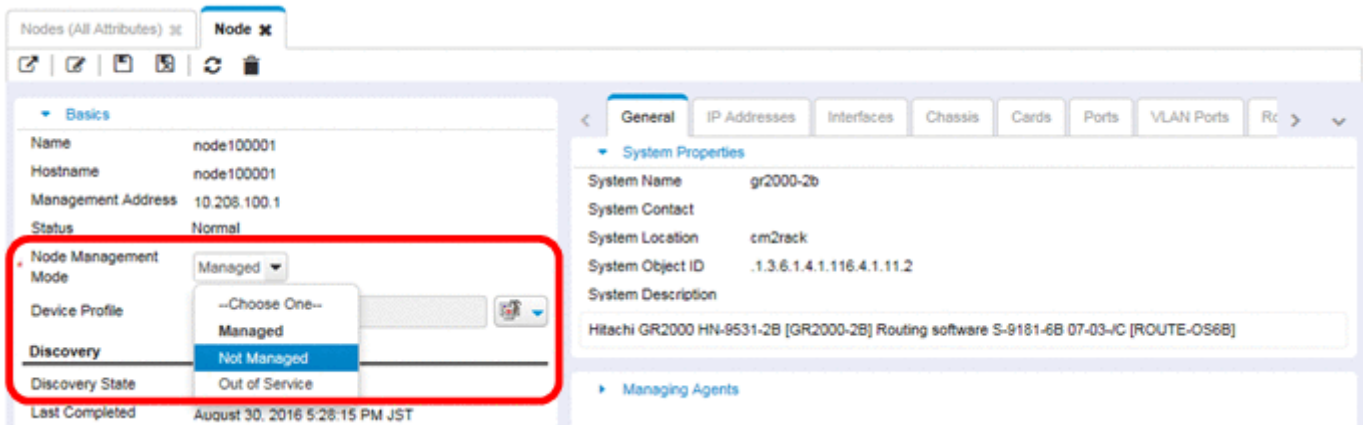 Nodes (All Attributes)
Node
Basics
Name node100001
Hostname node100001
Management Address 10.208.100.1
Status Normal
Node Management Mode Managed
--Choose One--
Managed
Not Managed
Out of Service
Device Profile
Discovery
Discovery State
Last Completed August 30, 2016 5:28:15 PM JST
General IP Addresses Interfaces Chassis Cards Ports VLAN Ports Ro
System Properties
System Name gr2000-2b
System Contact
System Location cm2rack
System Object ID .1.3.6.1.4.1.116.4.1.11.2
System Description
Hitachi GR2000 HN-9531-2B [GR2000-2B] Routing software S-9181-6B 07-03-/C [ROUTE-OS6B]
Managing Agents